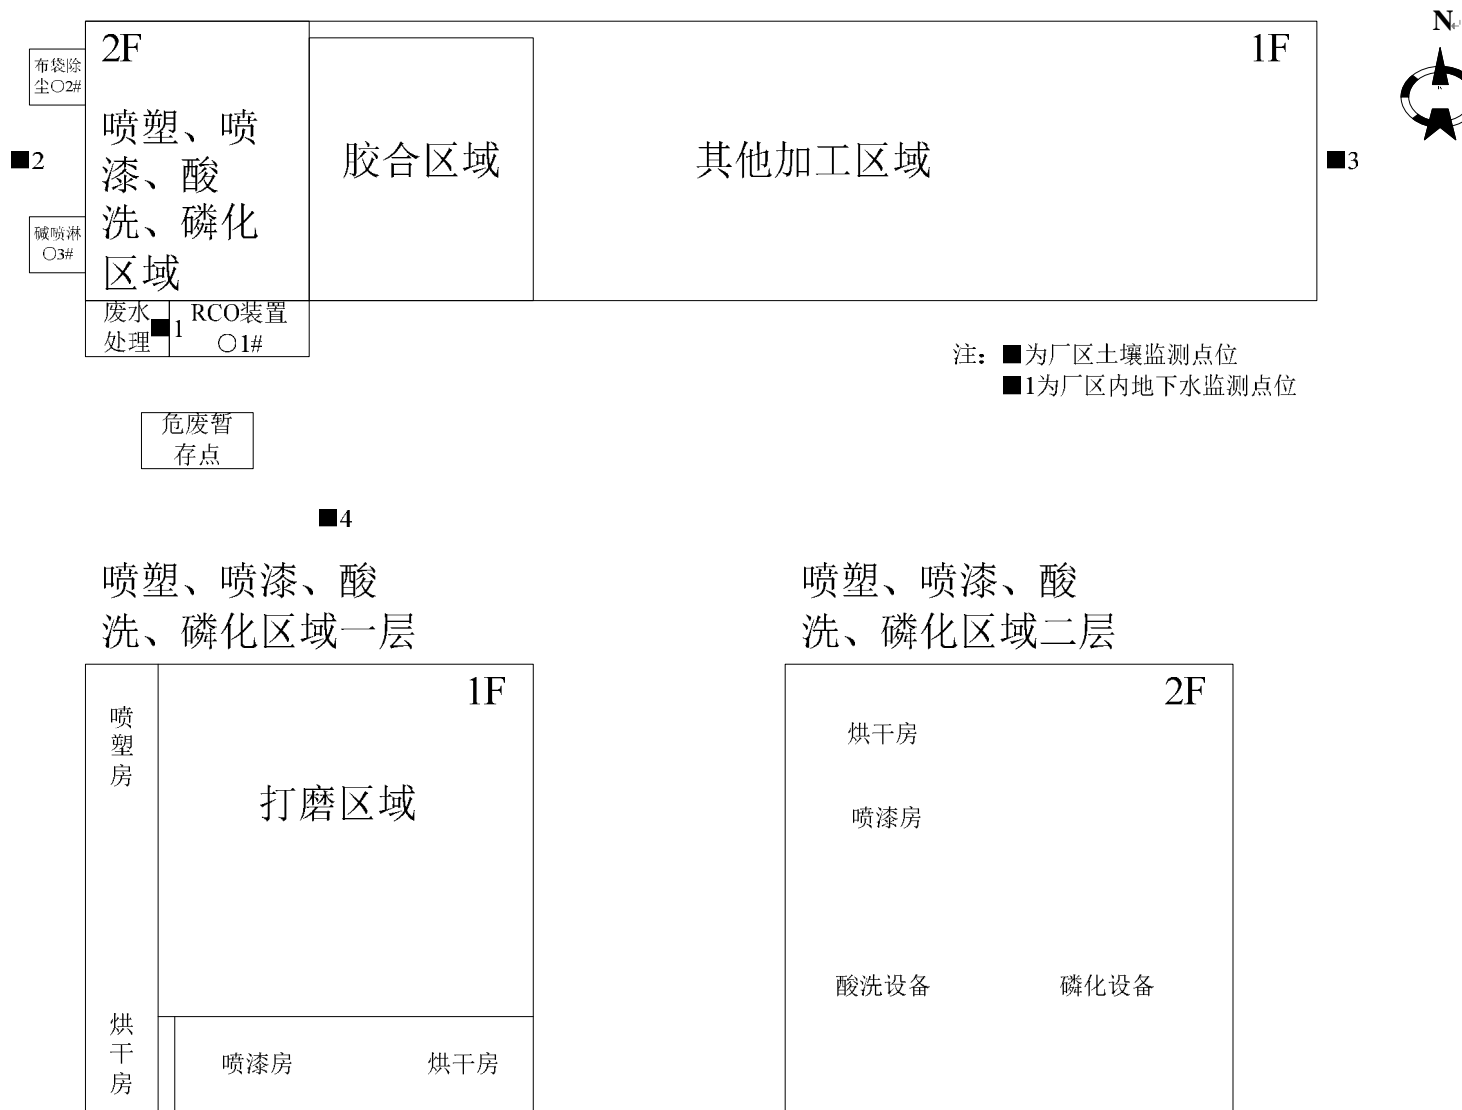 N
2F
1F
布袋除
尘○2#
喷塑、喷
漆、酸
洗、磷化
区域
胶合区域
其他加工区域
■2
■3
碱喷淋
○3#
废水
处理
■1
RCO装置
○1#
注：■为厂区土壤监测点位
■1为厂区内地下水监测点位
危废暂
存点
■4
喷塑、喷漆、酸
洗、磷化区域一层
喷塑、喷漆、酸
洗、磷化区域二层
1F
喷塑房
打磨区域
烘干房
喷漆房
烘干房
2F
烘干房
喷漆房
酸洗设备
磷化设备